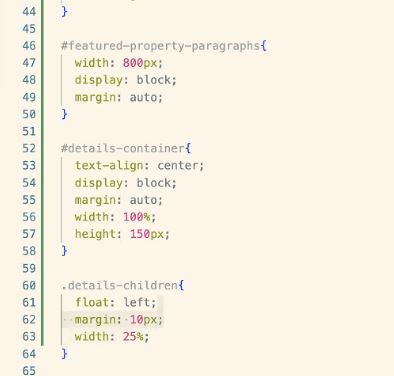 44 }
45
46 #featured-property-paragraphs{
47 width: 800px;
48 display: block;
49 margin: auto;
50 }
51
52 #details-container{
53 text-align: center;
54 display: block;
55 margin: auto;
56 width: 100%;
57 height: 150px;
58 }
59
60 .details-children{
61 float: left;
62 margin: 10px;
63 width: 25%;
64 }
65